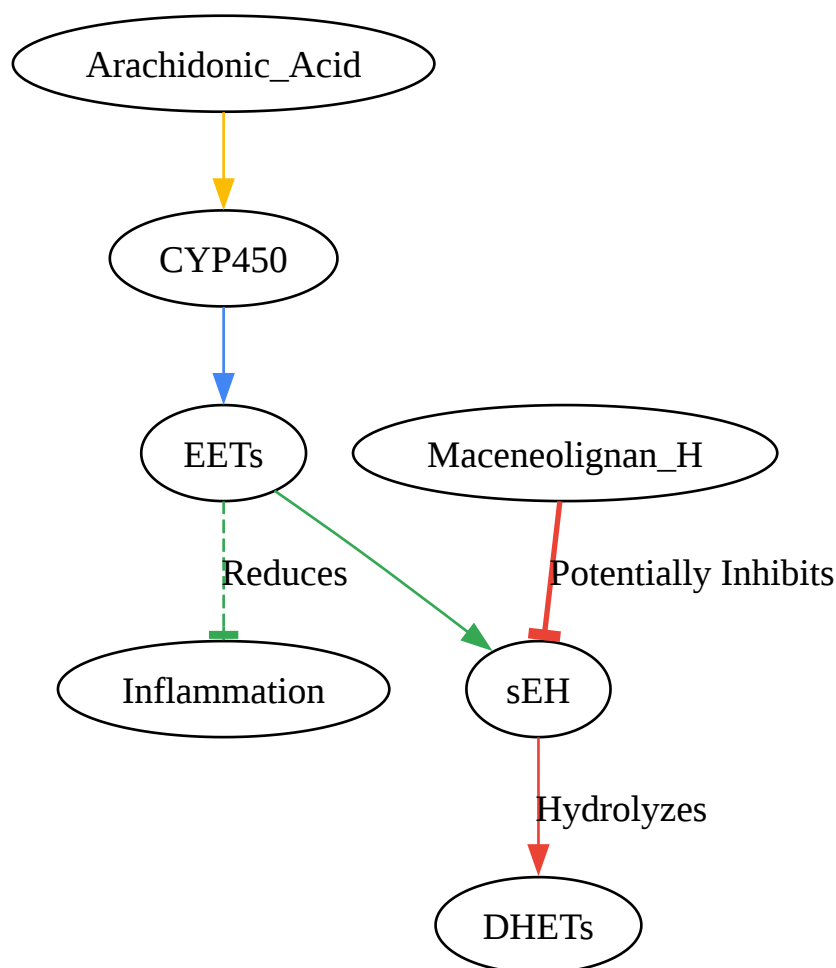 Arachidonic_Acid
CYP450
EETs
Maceneolignan_H
Reduces
Potentially Inhibits
Inflammation
sEH
Hydrolyzes
DHETs